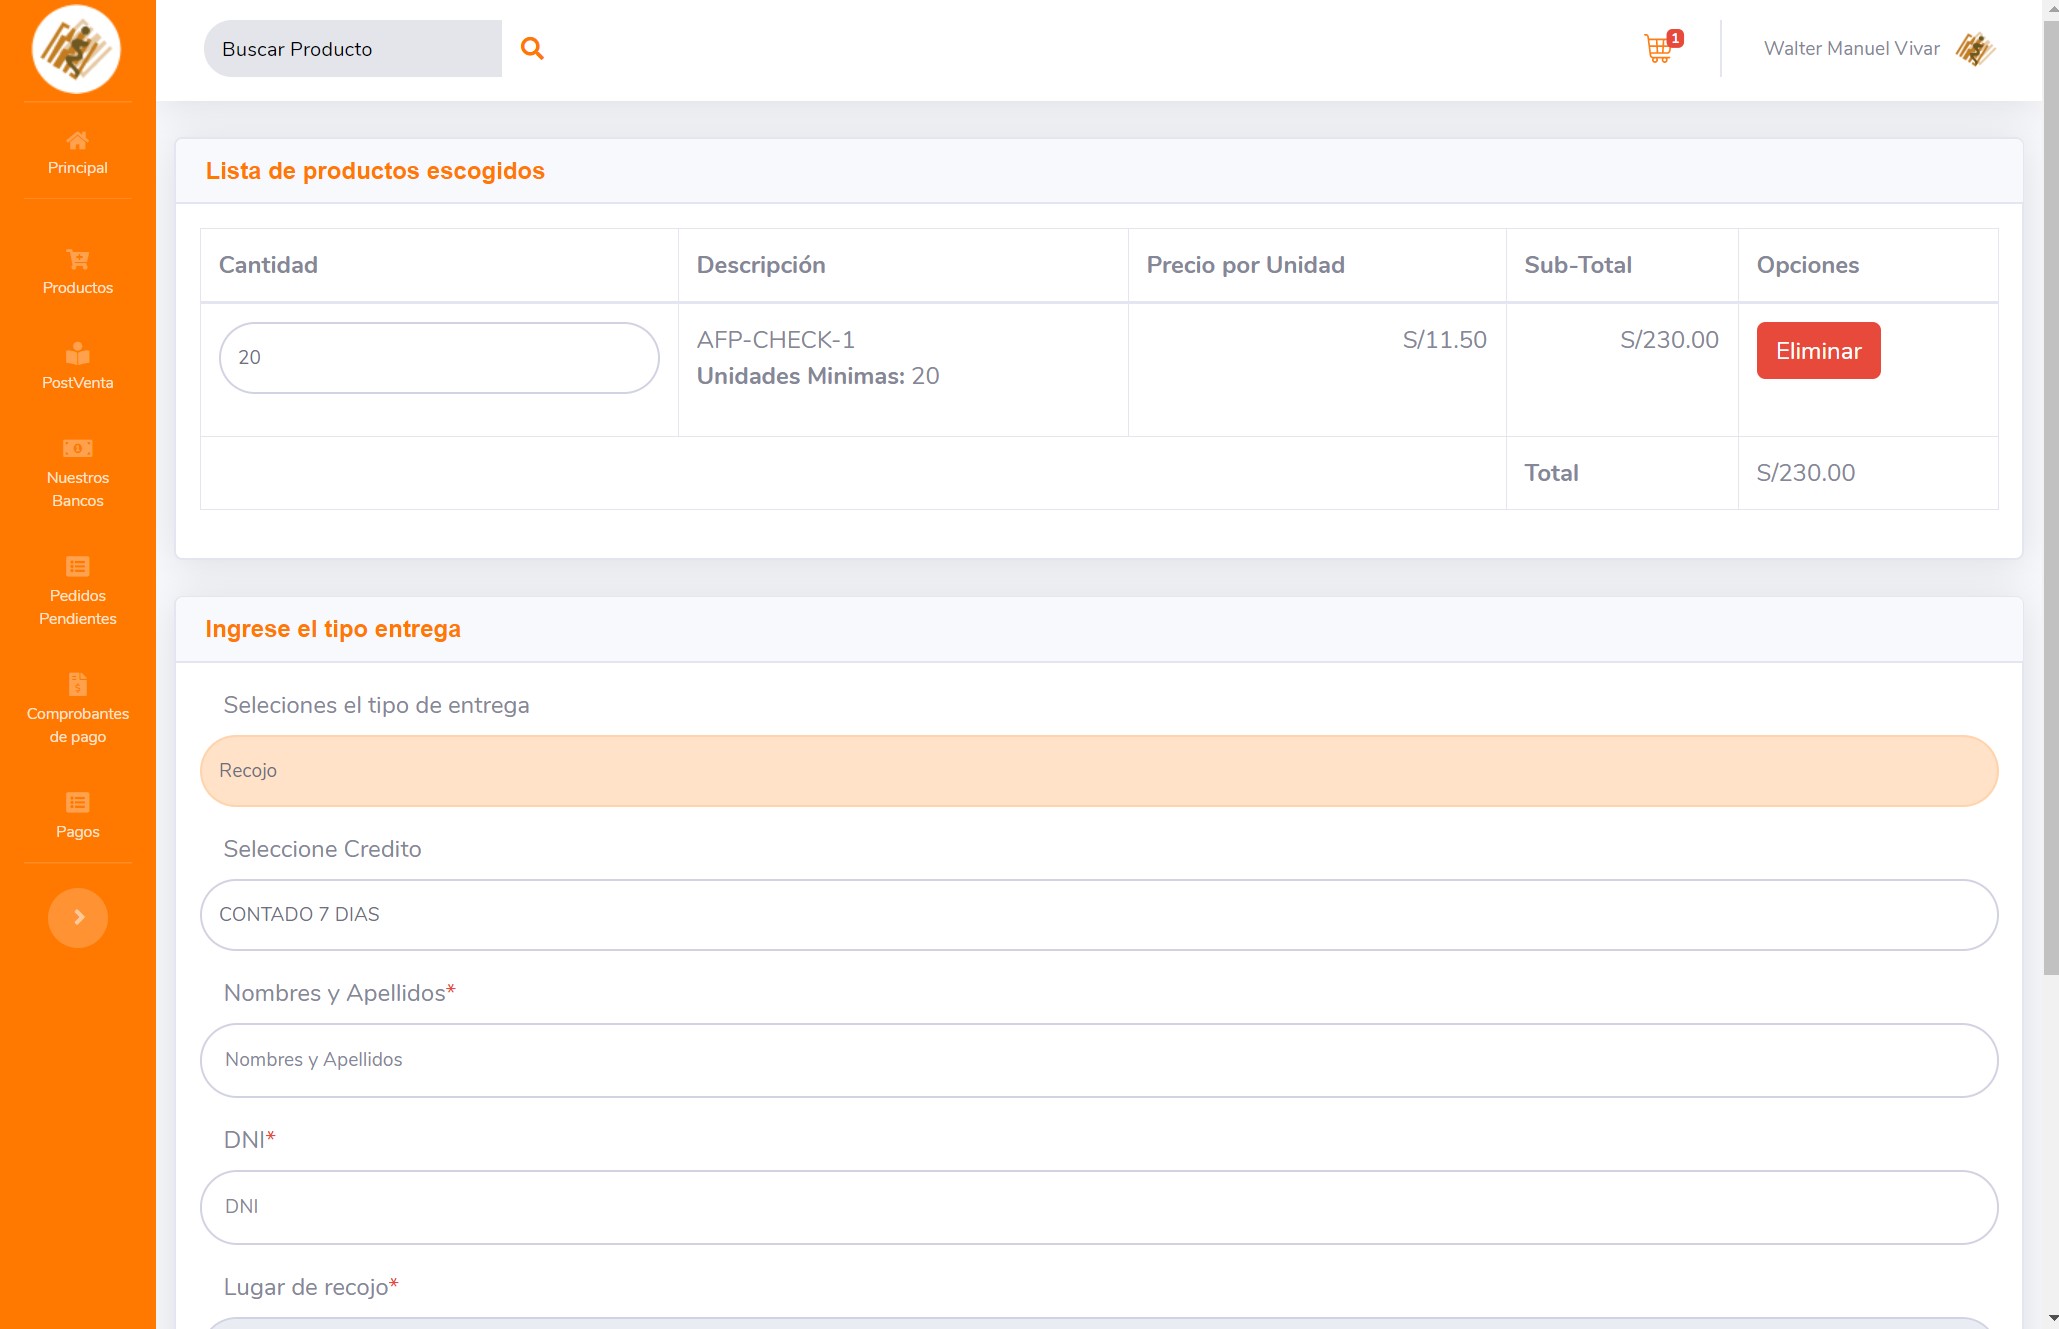 Buscar Producto
1
Walter Manuel Vivar
Principal
Productos
PostVenta
Nuestros
Bancos
Pedidos
Pendientes
Comprobantes
de pago
Pagos
Lista de productos escogidos
Cantidad Descripción Precio por Unidad Sub-Total Opciones
20 AFP-CHECK-1 S/11.50 S/230.00 Eliminar
Unidades Minimas: 20
Total S/230.00
Ingrese el tipo entrega
Seleciones el tipo de entrega
Recojo
Seleccione Credito
CONTADO 7 DIAS
Nombres y Apellidos*
Nombres y Apellidos
DNI*
DNI
Lugar de recojo*